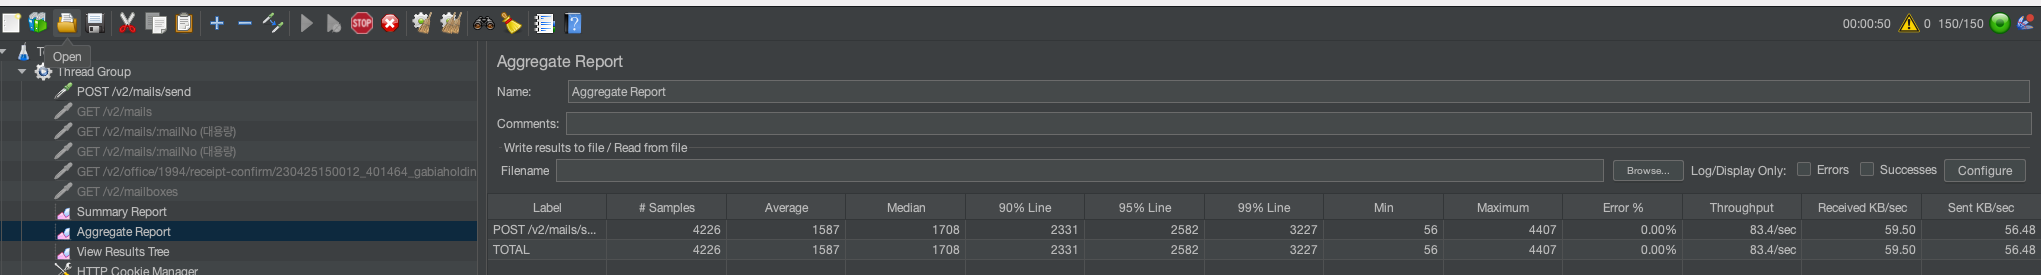 00:00:50 0 150/150
Open
Thread Group
POST /v2/mails/send
GET /v2/mails
GET /v2/mails/:mailNo (대용량)
GET /v2/mails/:mailNo (대용량)
GET /v2/office/1994/receipt-confirm/230425150012_401464_gabiaholdin
GET /v2/mailboxes
Summary Report
Aggregate Report
View Results Tree
HTTP Cookie Manager
Aggregate Report
Name: Aggregate Report
Comments:
Write results to file / Read from file
Filename Browse... Log/Display Only: Errors Successes Configure
Label # Samples Average Median 90% Line 95% Line 99% Line Min Maximum Error % Throughput Received KB/sec Sent KB/sec
POST /v2/mails/s... 4226 1587 1708 2331 2582 3227 56 4407 0.00% 83.4/sec 59.50 56.48
TOTAL 4226 1587 1708 2331 2582 3227 56 4407 0.00% 83.4/sec 59.50 56.48